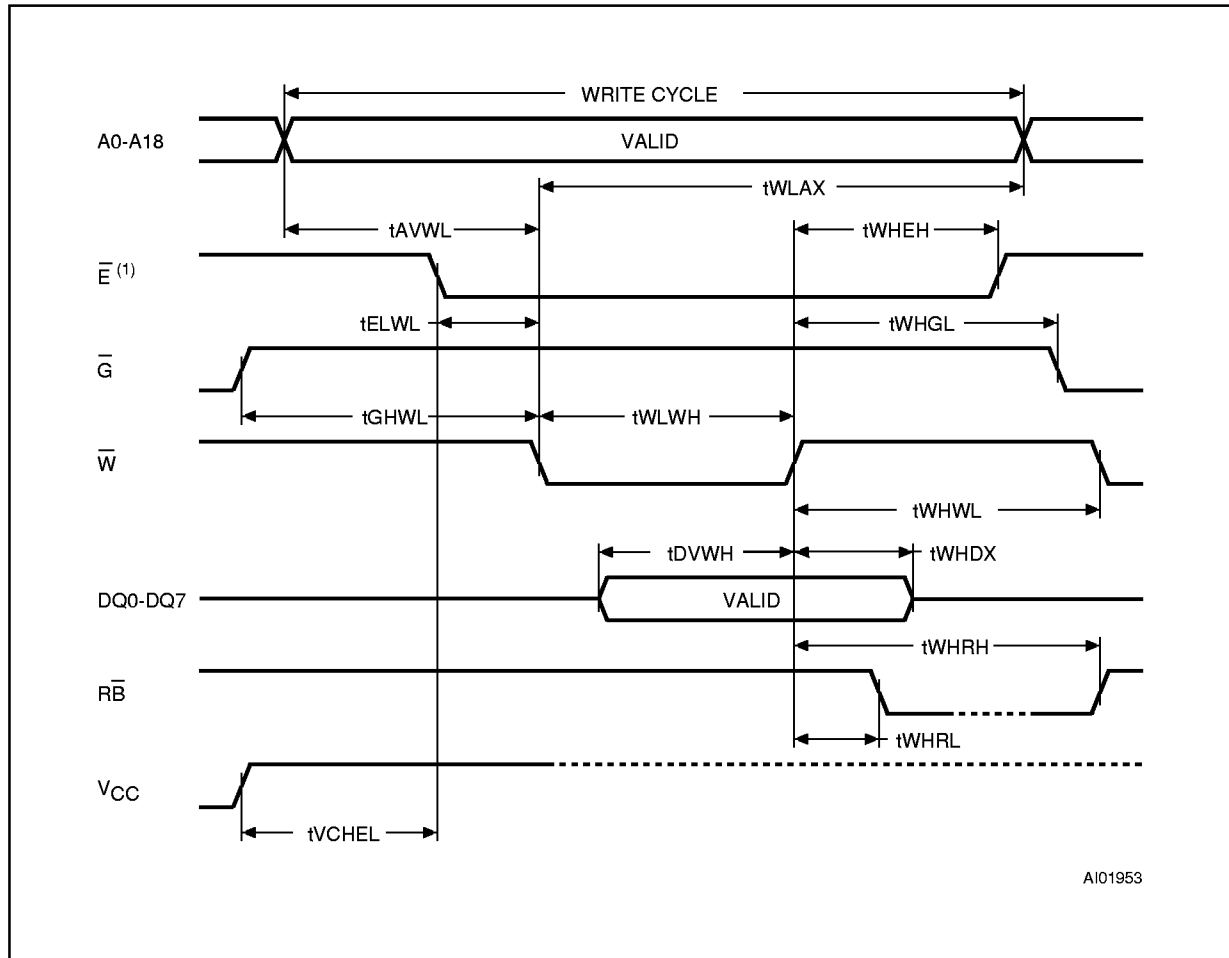 WRITE CYCLE
A0-A18 VALID
tWLAX
tAVWL tWHEH
E̅ (1)
tELWL tWHGL
G̅
tGHWL tWLWH
W̅
tWHWL
tDVWH tWHDX
DQ0-DQ7 VALID
tWHRH
RB̅
tWHRL
VCC
tVCHEL
AI01953